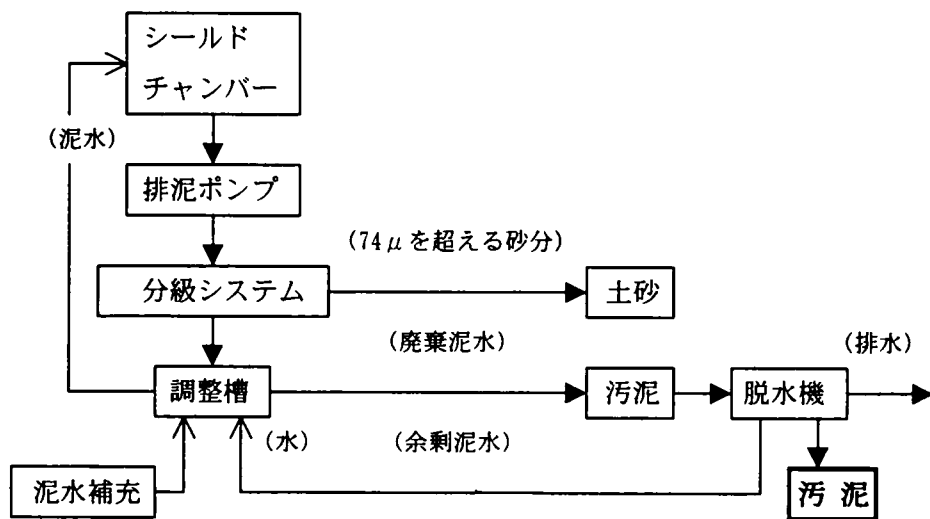 シールド
チャンバー
（泥水）
排泥ポンプ
（74μを超える砂分）
分級システム
土砂
（廃棄泥水）
（排水）
調整槽
汚泥
脱水機
（水）
（余剰泥水）
泥水補充
汚泥